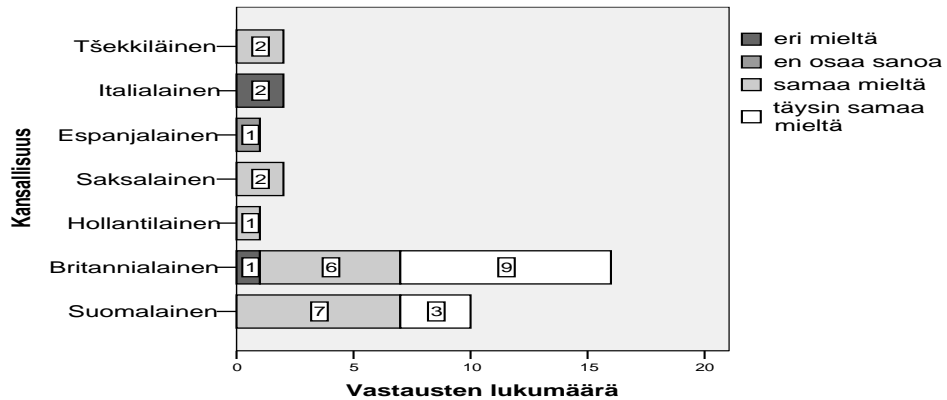 Tšekkiläinen
2
Italialainen
2
Espanjalainen
1
Saksalainen
2
Hollantilainen
1
Britannialainen
1 6 9
Suomalainen
7 3
Kansallisuus
0 5 10 15 20
Vastausten lukumäärä
eri mieltä
en osaa sanoa
samaa mieltä
täysin samaa
mieltä